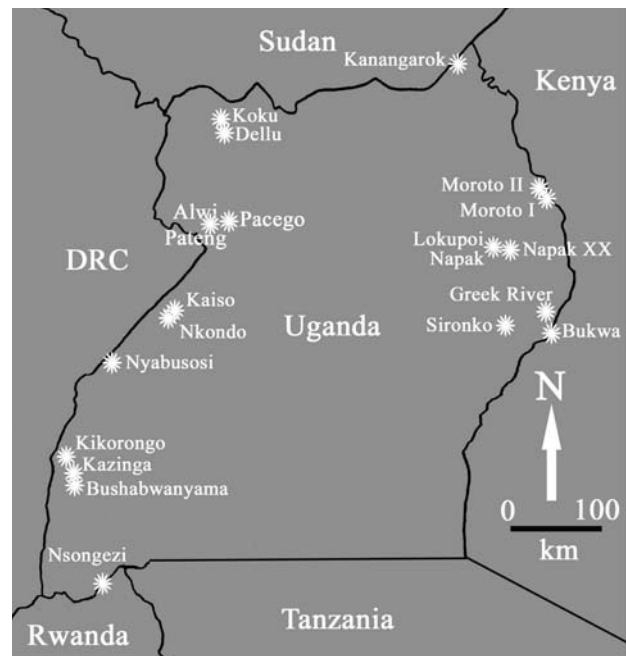 Sudan
Kanangarok
Kenya
Koku
Dellu
Moroto II
Moroto I
Alwi
Pacego
Pateng
Lokupoi
Napak
Napak XX
DRC
Kaiso
Nkondo
Uganda
Greek River
Sironko
Bukwa
Nyabusosi
N
Kikorongo
Kazinga
Bushabwanyama
0 100
km
Nsongezi
Rwanda
Tanzania